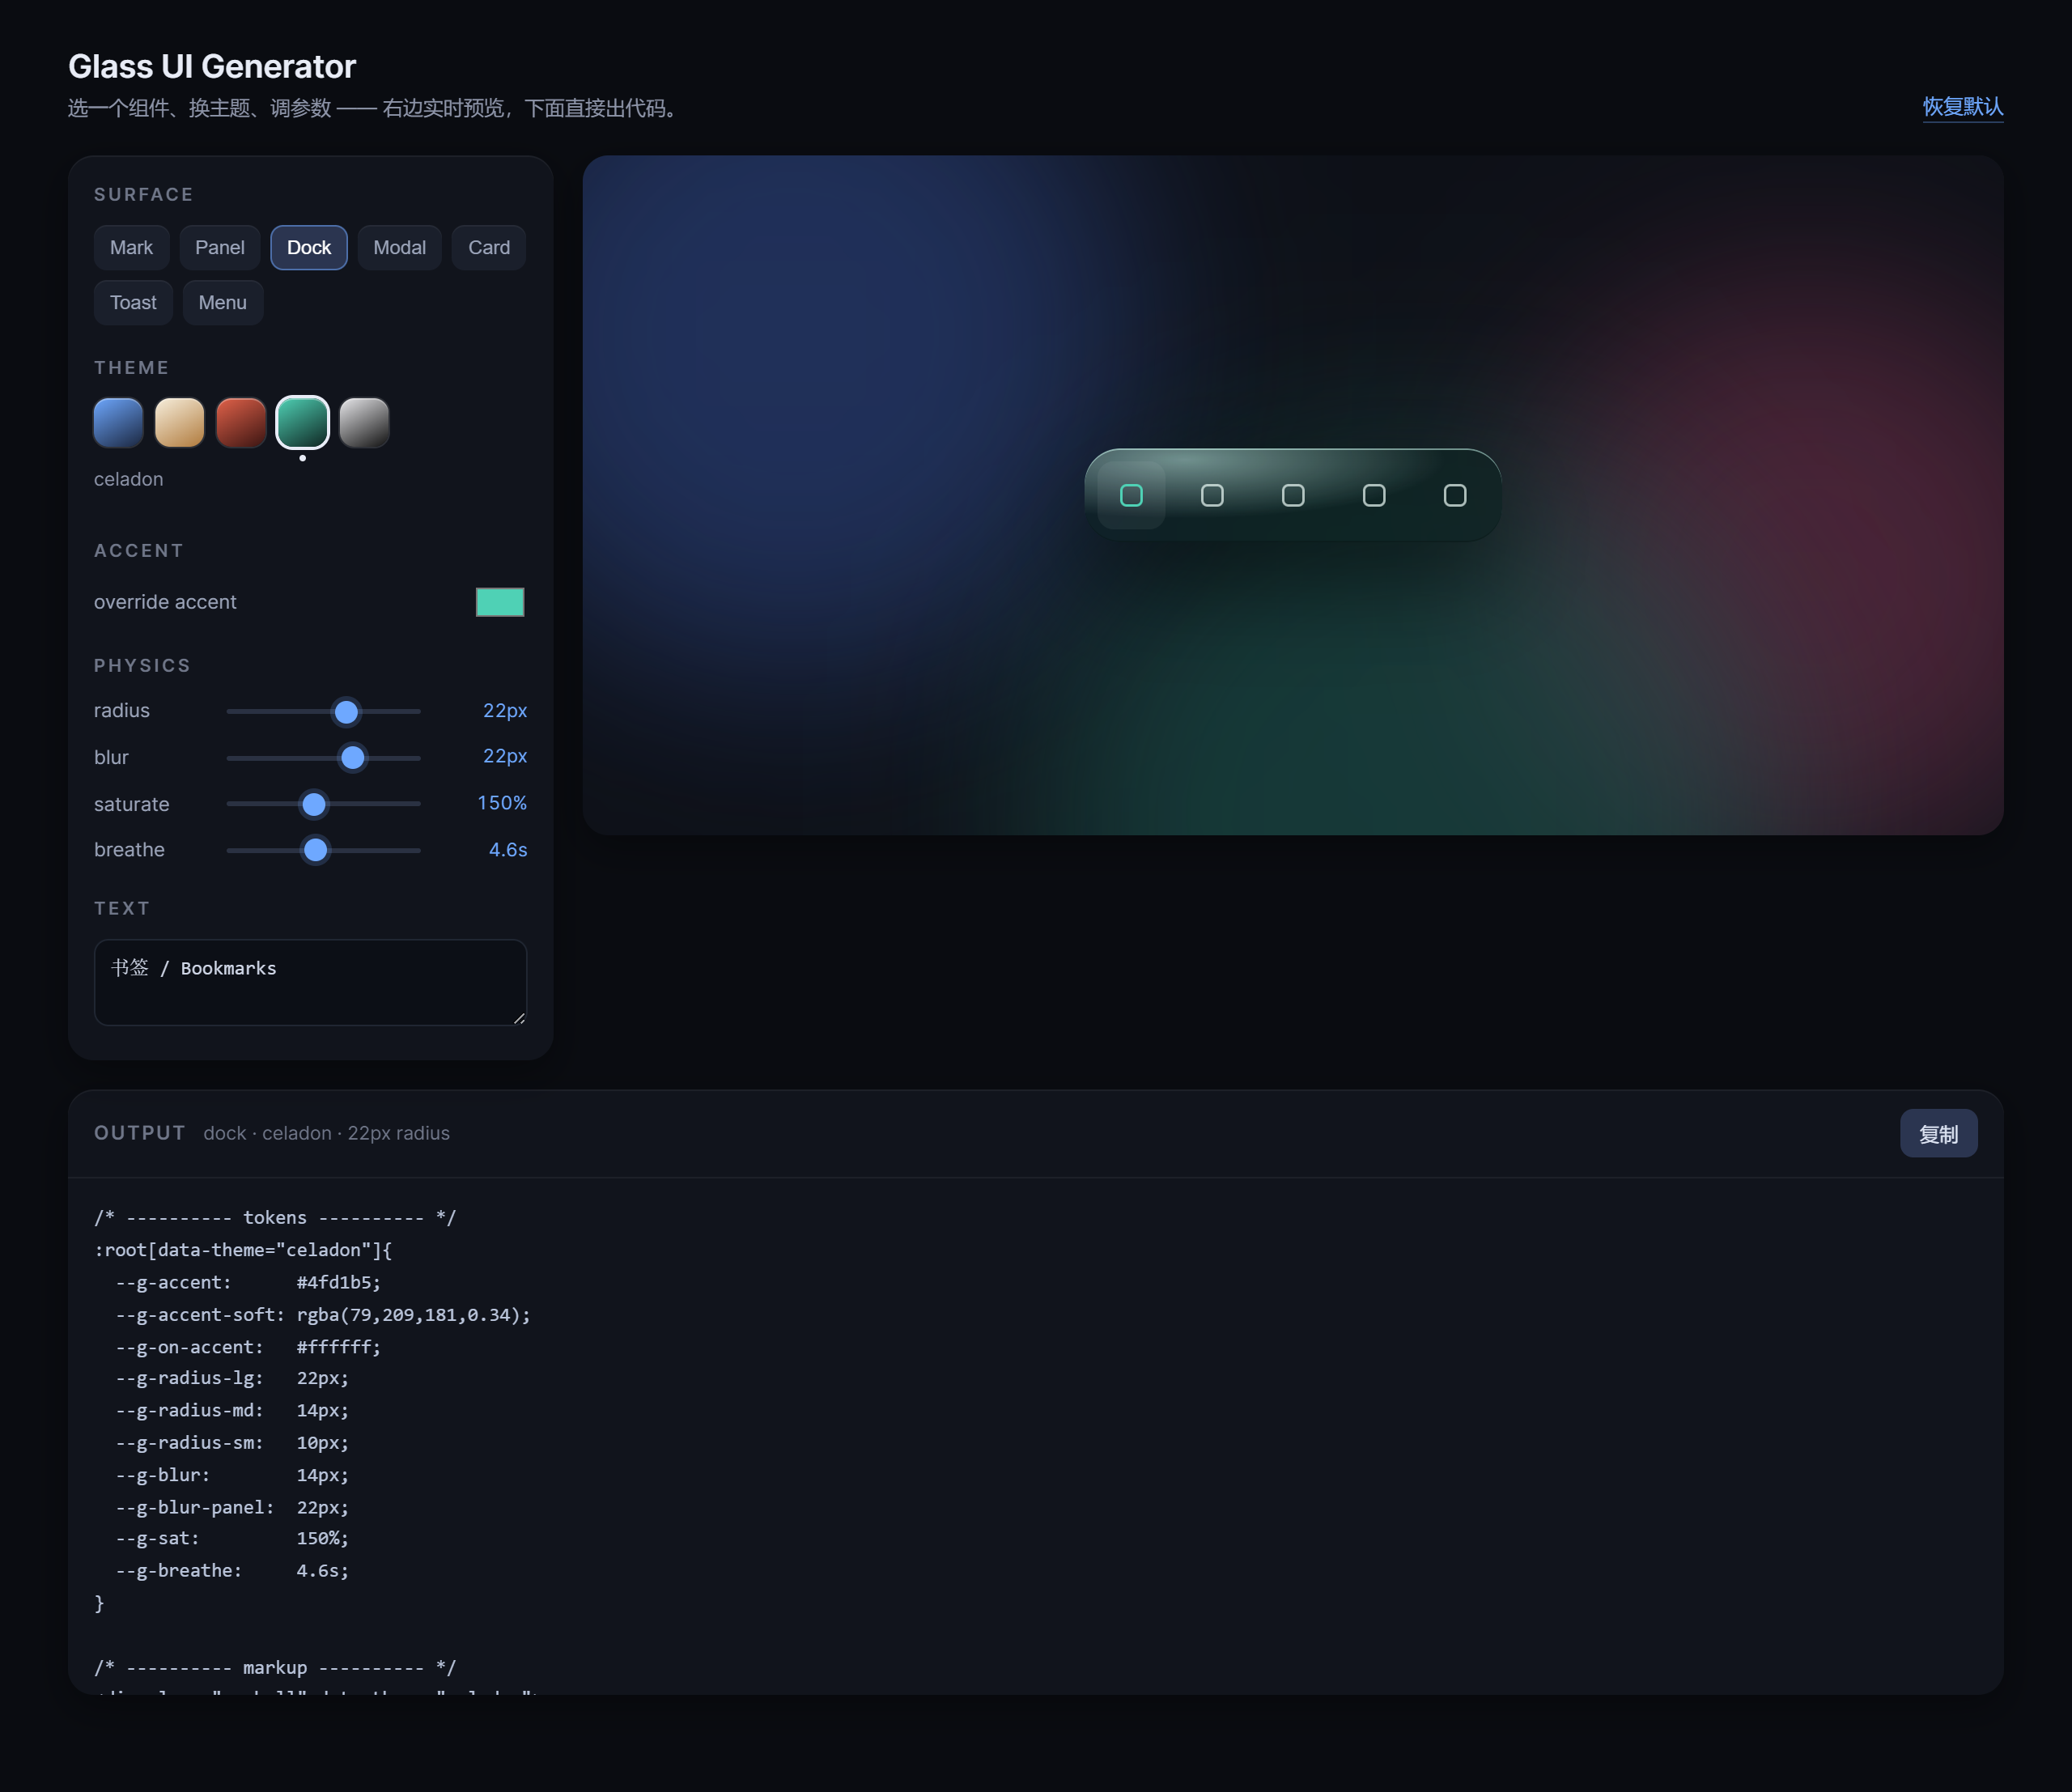 Glass UI Generator
选一个组件、换主题、调参数 —— 右边实时预览，下面直接出代码。
恢复默认
SURFACE
Mark Panel Dock Modal Card
Toast Menu
THEME
celadon
ACCENT
override accent
PHYSICS
radius 22px
blur 22px
saturate 150%
breathe 4.6s
TEXT
书签 / Bookmarks
OUTPUT dock · celadon · 22px radius
复制
/* ---------- tokens ---------- */
:root[data-theme="celadon"]{
  --g-accent:      #4fd1b5;
  --g-accent-soft: rgba(79,209,181,0.34);
  --g-on-accent:   #ffffff;
  --g-radius-lg:   22px;
  --g-radius-md:   14px;
  --g-radius-sm:   10px;
  --g-blur:        14px;
  --g-blur-panel:  22px;
  --g-sat:         150%;
  --g-breathe:     4.6s;
}
/* ---------- markup ---------- */